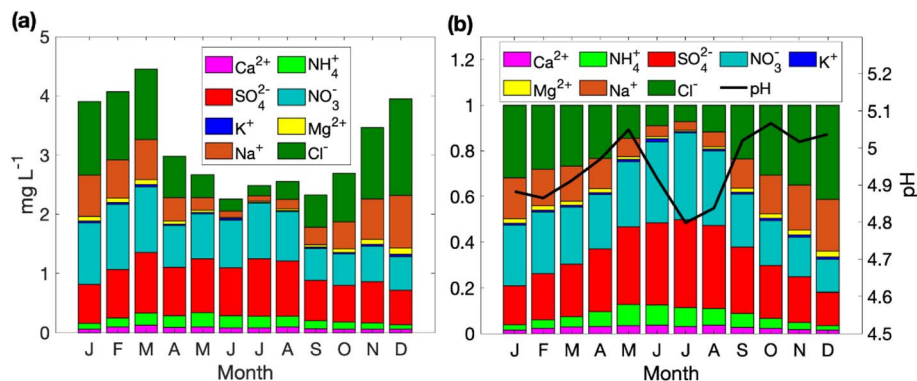 (a)
5
4
3
2
1
0
mg L⁻¹
Ca²⁺ NH₄⁺
SO₄²⁻ NO₃⁻
K⁺ Mg²⁺
Na⁺ Cl⁻
J F M A M J J A S O N D
Month
(b)
1.2
1
0.8
0.6
0.4
0.2
0
Ca²⁺ NH₄⁺ SO₄²⁻ NO₃⁻ K⁺
Mg²⁺ Na⁺ Cl⁻ pH
5.2
5.1
5
4.9
4.8
4.7
4.6
4.5
pH
J F M A M J J A S O N D
Month